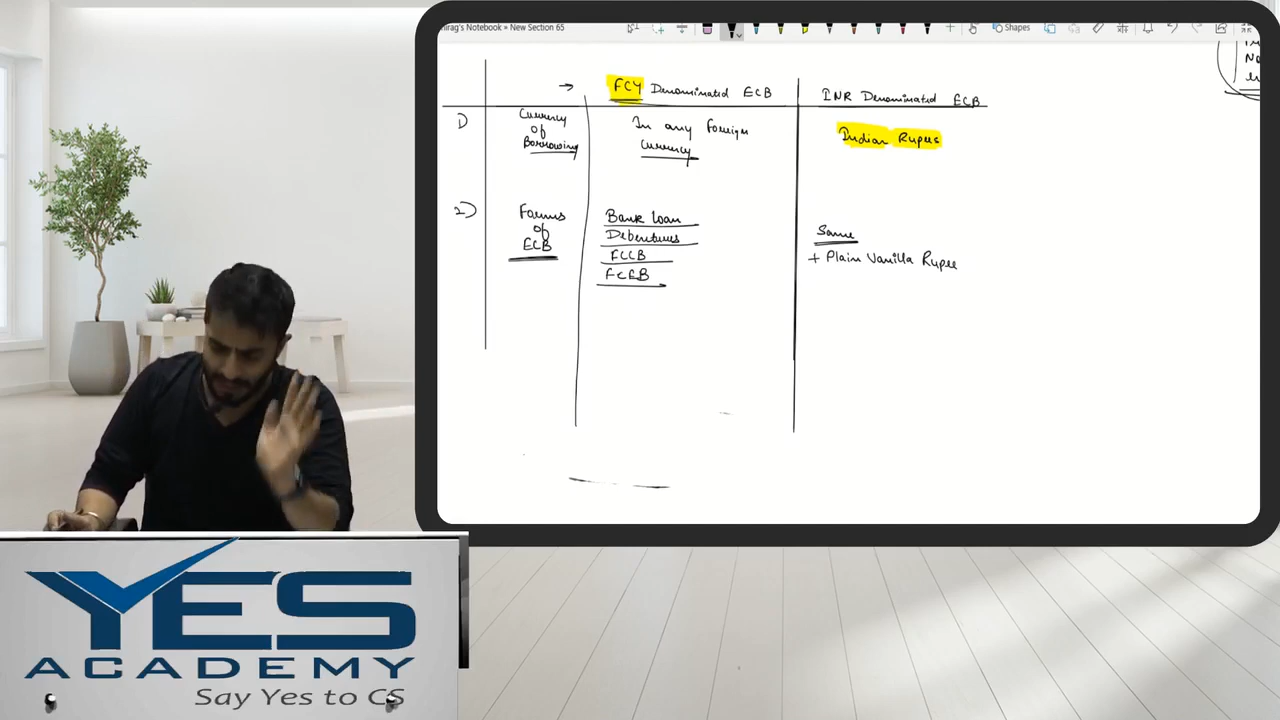 irag's Notebook » New Section 65
Shapes
→ FCY Denominated ECB
INR Denominated ECB
1)
Currency
of
Borrowing
In any Foreign
Currency
Indian Rupees
2)
Forms
of
ECB
Bank loan
Debentures
FCCB
FCEB
Same
+ Plain Vanilla Rupee
YES
ACADEMY
Say Yes to CS